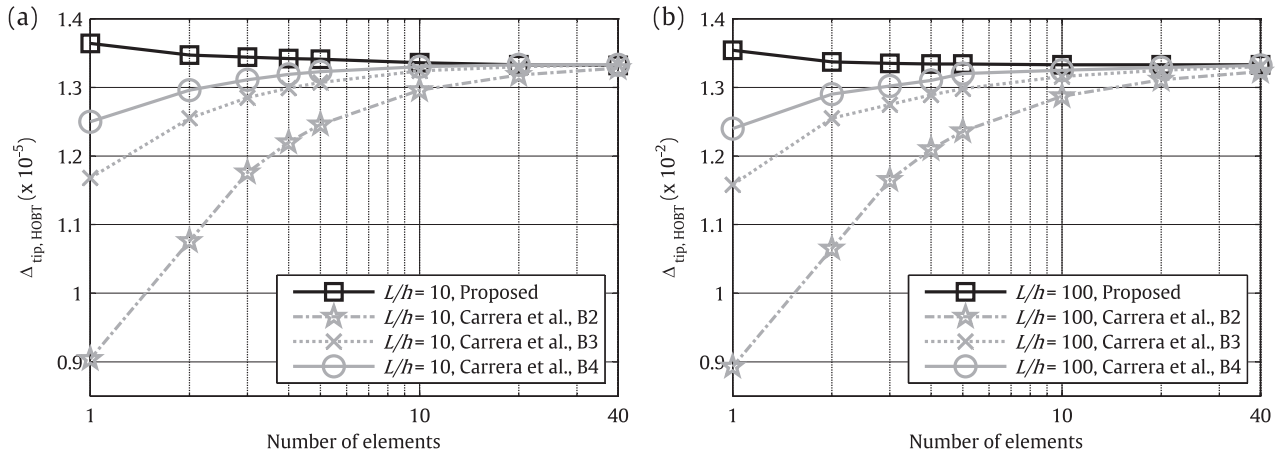 (a)
1.4
1.3
1.2
1.1
1
0.9
Δ tip, HOBT (x 10⁻⁵)
1
10
40
Number of elements
L/h = 10, Proposed
L/h = 10, Carrera et al., B2
L/h = 10, Carrera et al., B3
L/h = 10, Carrera et al., B4
(b)
1.4
1.3
1.2
1.1
1
0.9
Δ tip, HOBT (x 10⁻²)
1
10
40
Number of elements
L/h = 100, Proposed
L/h = 100, Carrera et al., B2
L/h = 100, Carrera et al., B3
L/h = 100, Carrera et al., B4